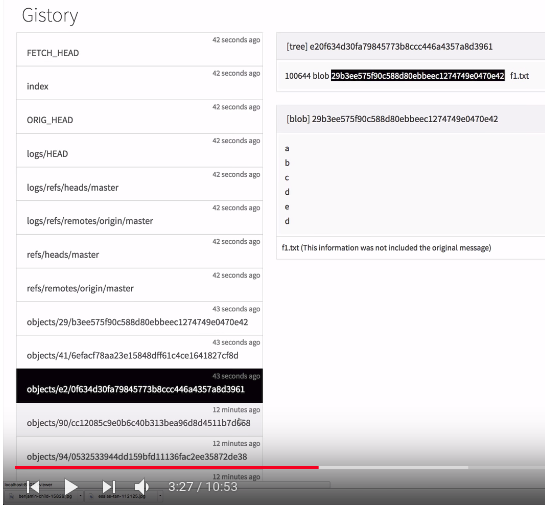 Gistory
42 seconds ago
FETCH_HEAD
42 seconds ago
index
42 seconds ago
ORIG_HEAD
42 seconds ago
logs/HEAD
42 seconds ago
logs/refs/heads/master
42 seconds ago
logs/refs/remotes/origin/master
42 seconds ago
refs/heads/master
42 seconds ago
refs/remotes/origin/master
43 seconds ago
objects/29/b3ee575f90c588d80ebbeec1274749e0470e42
43 seconds ago
objects/41/6efacf78aa23e15848dff61c4ce1641827cf8d
43 seconds ago
objects/e2/0f634d30fa79845773b8ccc446a4357a8d3961
12 minutes ago
objects/90/cc12085c9e0b6c40b313bea96d8d4511b7d668
12 minutes ago
objects/94/0532533944dd159bfd11136fac2ee35872de38
12 minutes ago
[tree] e20f634d30fa79845773b8ccc446a4357a8d3961
100644 blob 29b3ee575f90c588d80ebbeec1274749e0470e42 f1.txt
[blob] 29b3ee575f90c588d80ebbeec1274749e0470e42
a
b
c
d
e
d
f1.txt (This information was not included the original message)
3:27 / 10:53